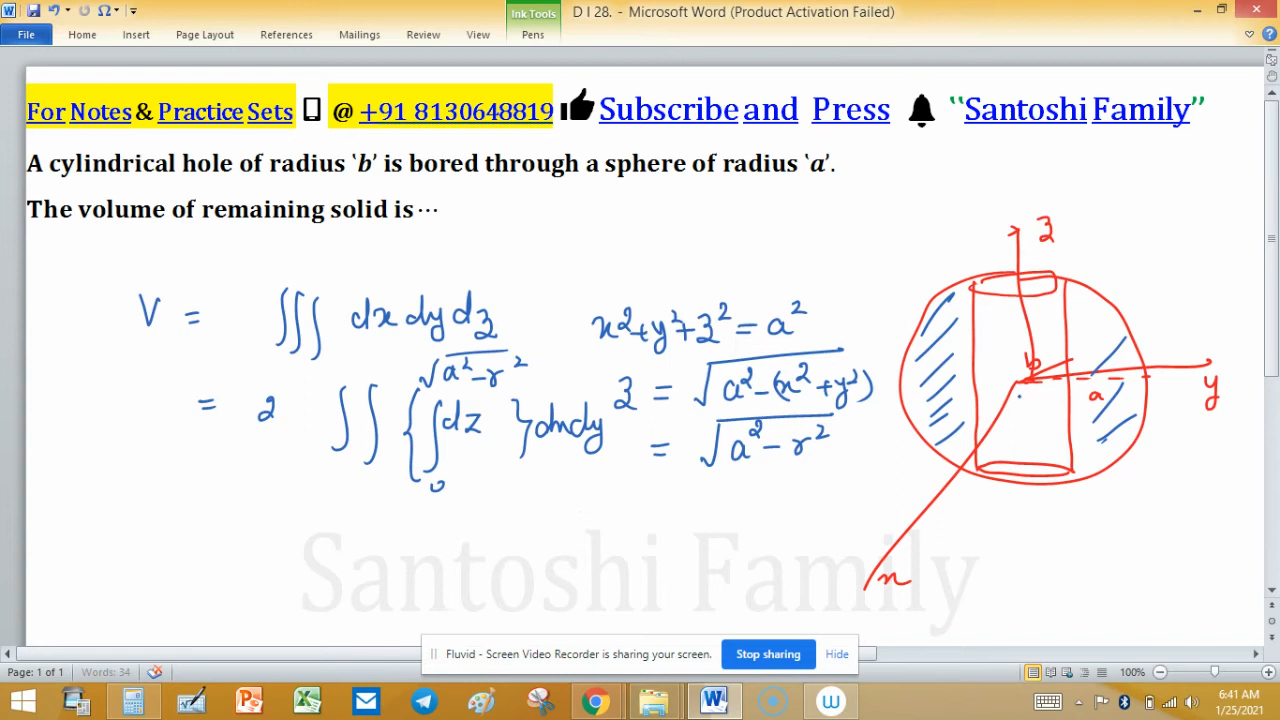 D I 28. - Microsoft Word (Product Activation Failed)
Ink Tools
File Home Insert Page Layout References Mailings Review View Pens
For Notes & Practice Sets @ +91 8130648819 Subscribe and Press "Santoshi Family"
A cylindrical hole of radius 'b' is bored through a sphere of radius 'a'.
The volume of remaining solid is ⋯
V = ∭ dx dy dz x²+y²+z² = a²
= 2 ∬ { ∫₀^√(a²-r²) dz } dxdy z = √(a²-(x²+y²))
= √(a²-r²)
z
b
a
y
x
Santoshi Family
Fluvid - Screen Video Recorder is sharing your screen. Stop sharing Hide
Page: 1 of 1 Words: 34 100%
6:41 AM
1/25/2021